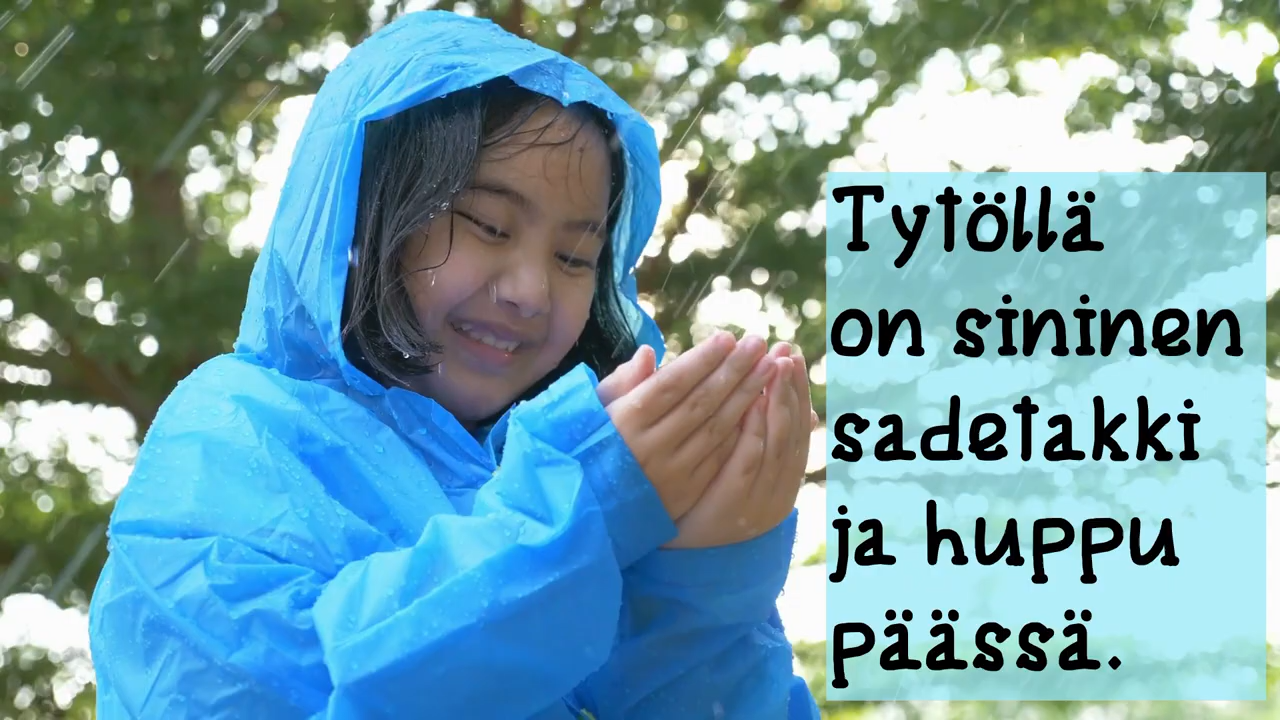 Tytöllä
on sininen
sadetakki
ja huppu
päässä.